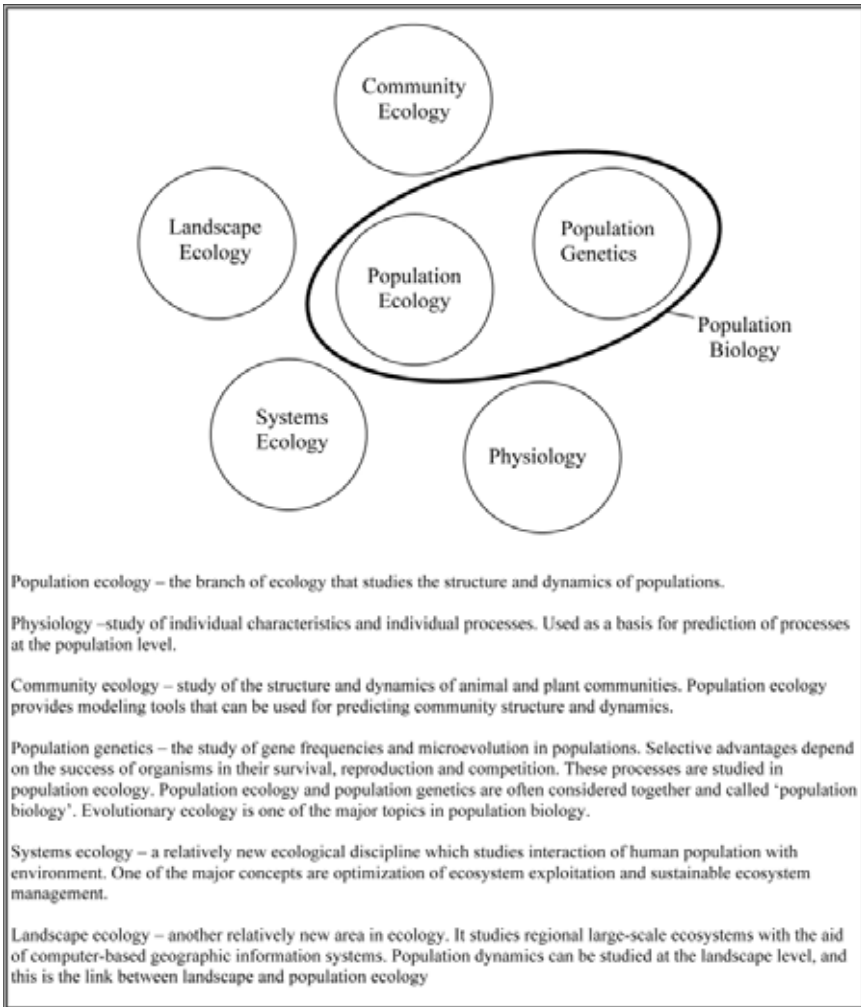 Community
Ecology
Landscape
Ecology
Population
Genetics
Population
Ecology
Population
Biology
Systems
Ecology
Physiology
Population ecology – the branch of ecology that studies the structure and dynamics of populations.
Physiology –study of individual characteristics and individual processes. Used as a basis for prediction of processes
at the population level.
Community ecology – study of the structure and dynamics of animal and plant communities. Population ecology
provides modeling tools that can be used for predicting community structure and dynamics.
Population genetics – the study of gene frequencies and microevolution in populations. Selective advantages depend
on the success of organisms in their survival, reproduction and competition. These processes are studied in
population ecology. Population ecology and population genetics are often considered together and called ‘population
biology’. Evolutionary ecology is one of the major topics in population biology.
Systems ecology – a relatively new ecological discipline which studies interaction of human population with
environment. One of the major concepts are optimization of ecosystem exploitation and sustainable ecosystem
management.
Landscape ecology – another relatively new area in ecology. It studies regional large-scale ecosystems with the aid
of computer-based geographic information systems. Population dynamics can be studied at the landscape level, and
this is the link between landscape and population ecology